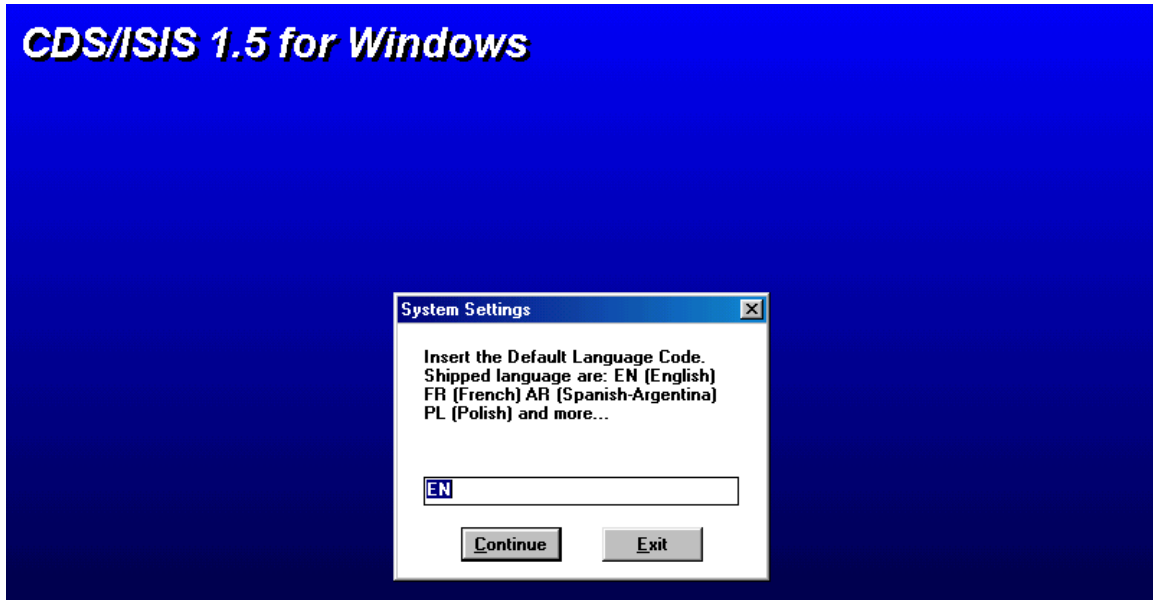 CDS/ISIS 1.5 for Windows
System Settings
Insert the Default Language Code.
Shipped language are: EN (English)
FR (French) AR (Spanish-Argentina)
PL (Polish) and more...
EN
Continue Exit